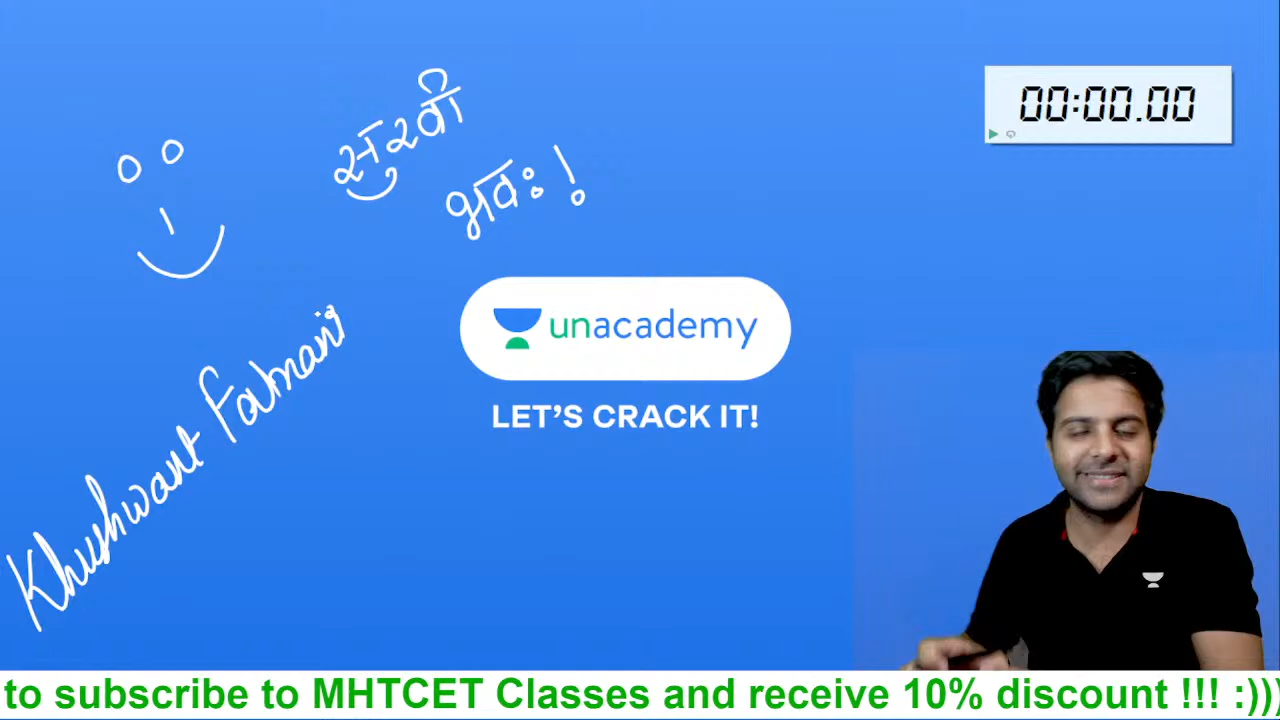 00:00.00
सुखी
भवः !
unacademy
LET'S CRACK IT!
Khushwant Fatnani
to subscribe to MHTCET Classes and receive 10% discount !!! :)))